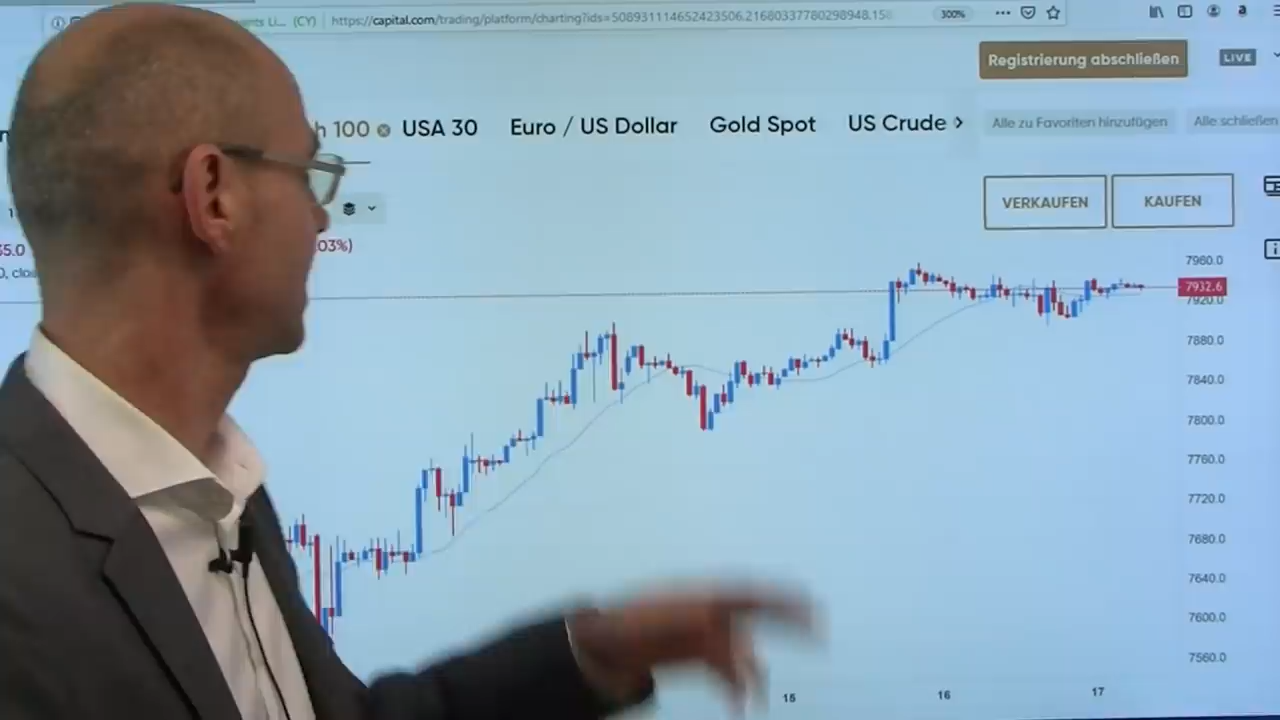 (CY) https://capital.com/trading/platform/charting?ids=508931114652423506.21680337780298948.15 300%
Registrierung abschließen LIVE
h 100 USA 30 Euro / US Dollar Gold Spot US Crude Alle zu Favoriten hinzufügen Alle schließen
VERKAUFEN KAUFEN
03%)
7960.0
7932.6
7920.0
7880.0
7840.0
7800.0
7760.0
7720.0
7680.0
7640.0
7600.0
7560.0
15 16 17